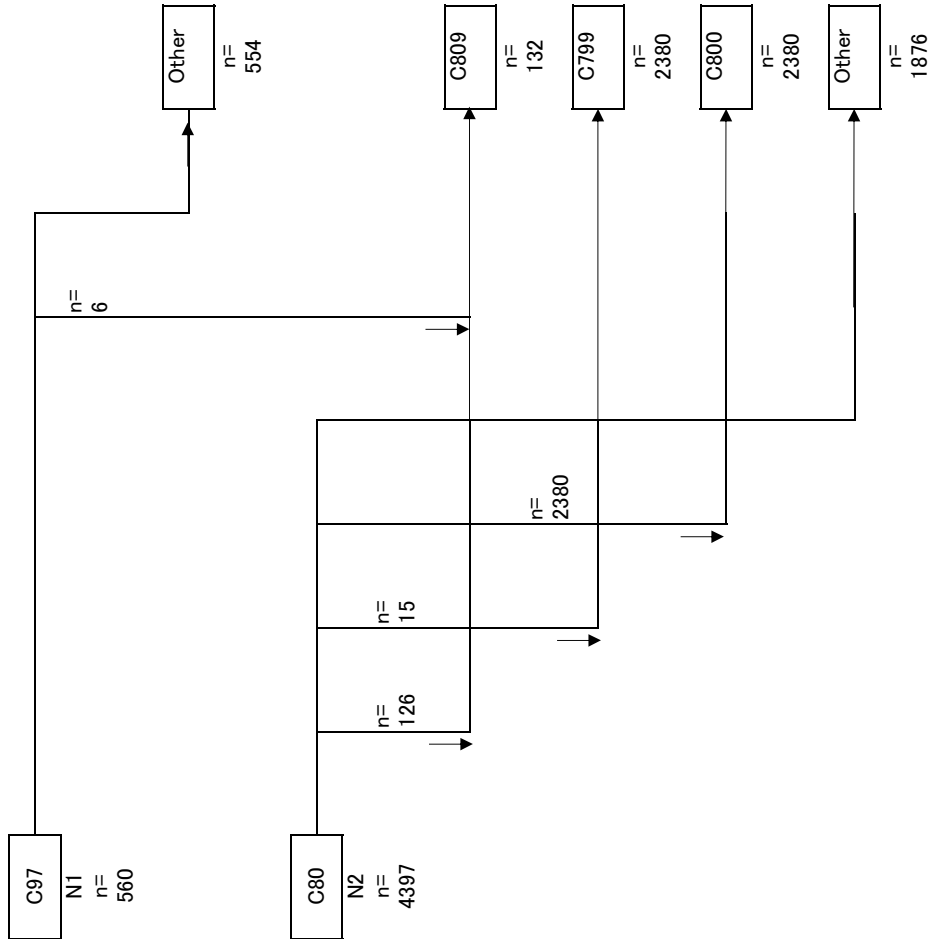 C97
N1
n=
560
Other
n=
554
n=
6
C80
N2
n=
4397
n=
126
n=
15
n=
2380
C809
n=
132
C799
n=
2380
C800
n=
2380
Other
n=
1876